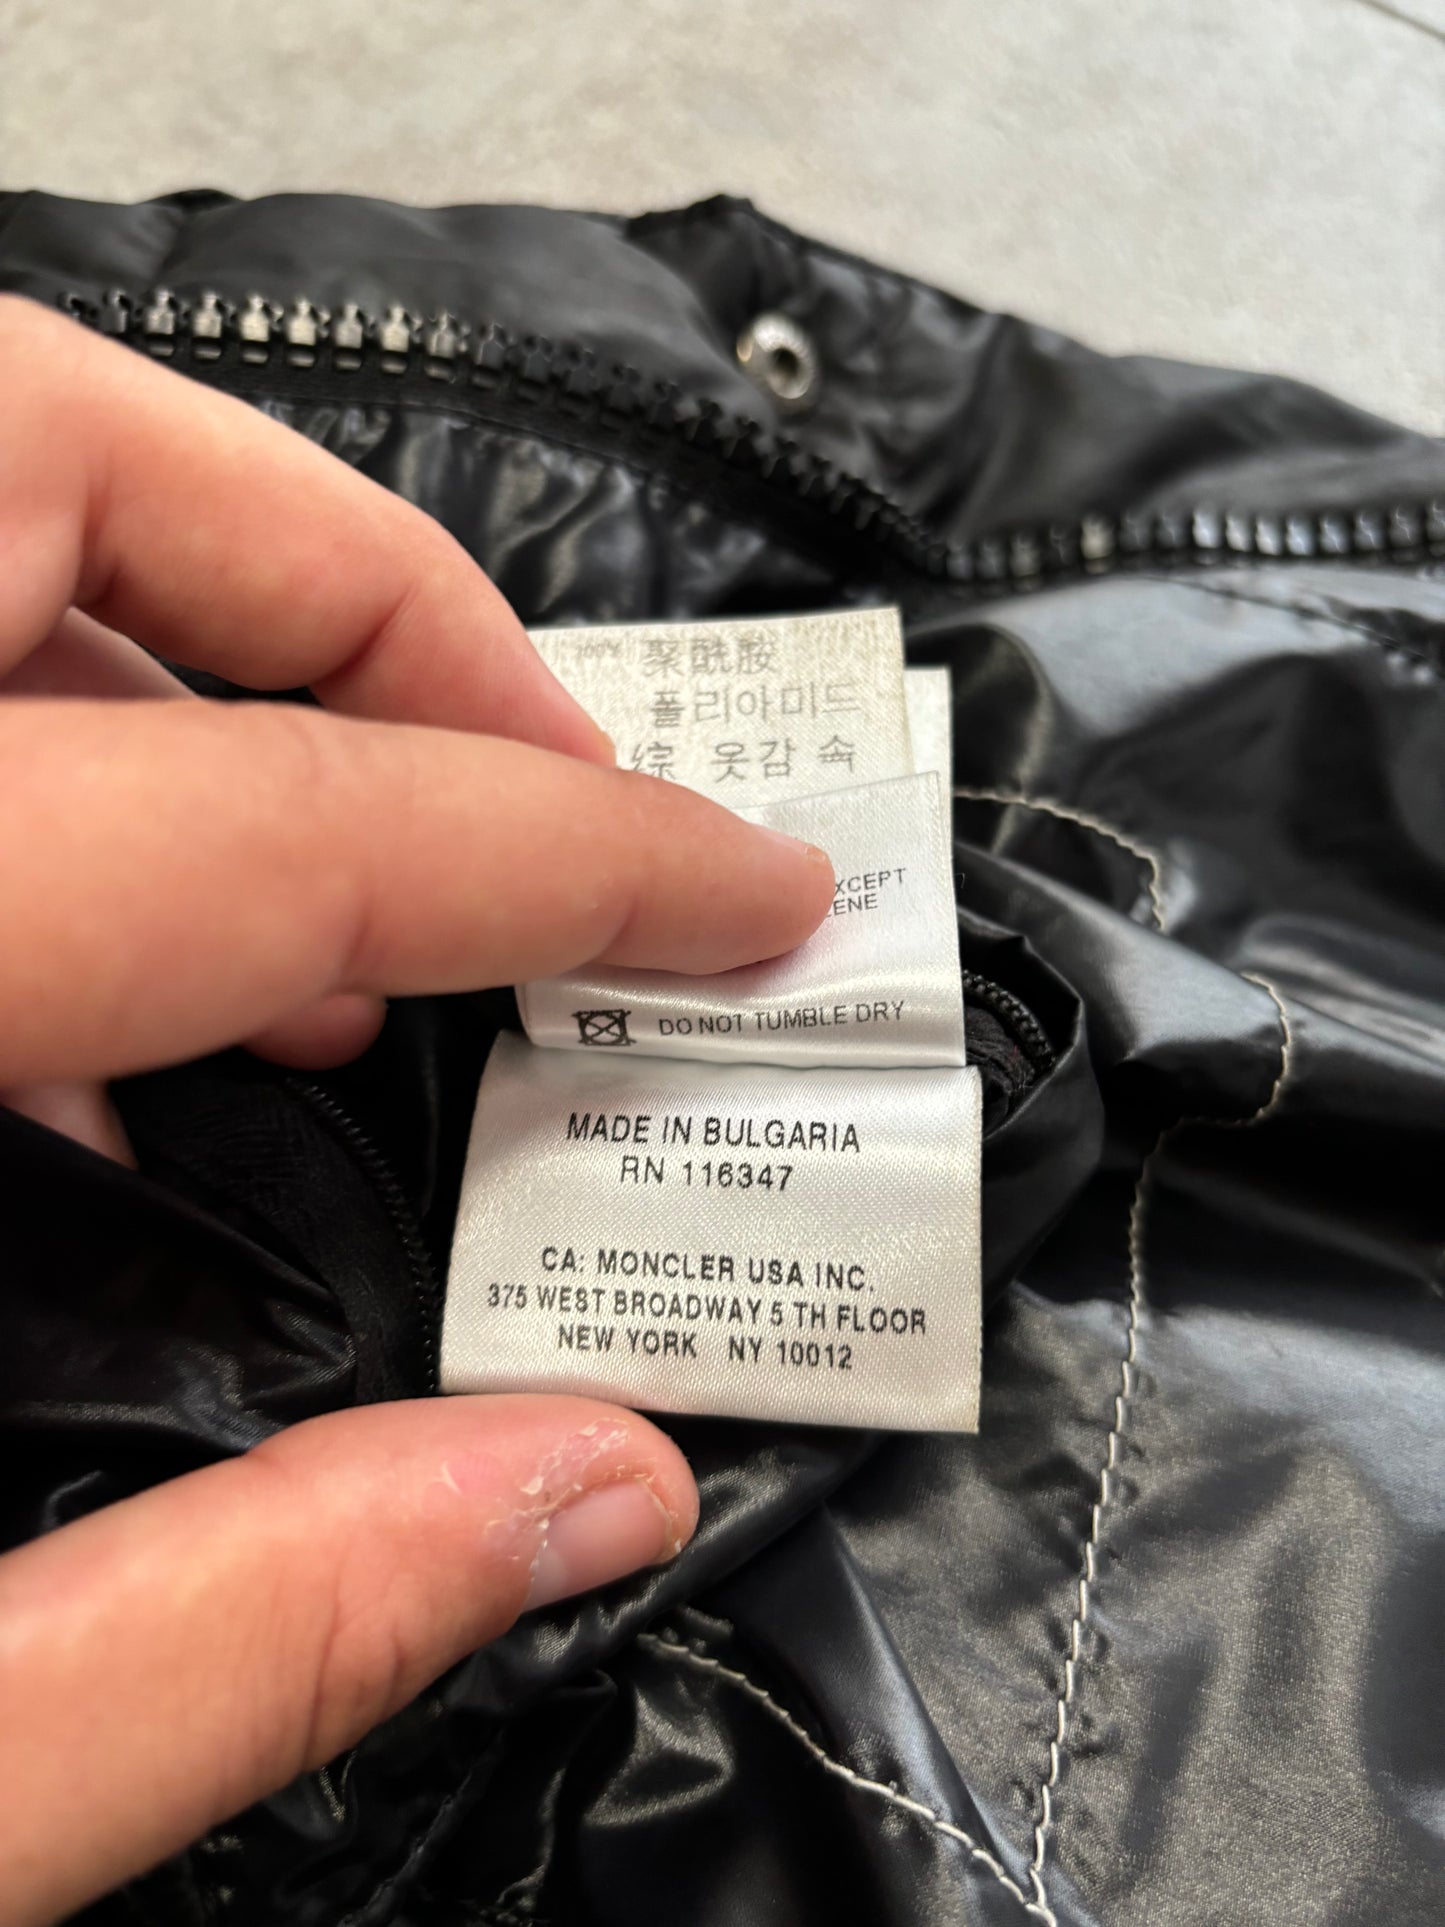 100% 聚酰胺
폴리아미드
综 옷감 속
XCEPT
ENE
DO NOT TUMBLE DRY
MADE IN BULGARIA
RN 116347
CA: MONCLER USA INC.
375 WEST BROADWAY 5 TH FLOOR
NEW YORK NY 10012